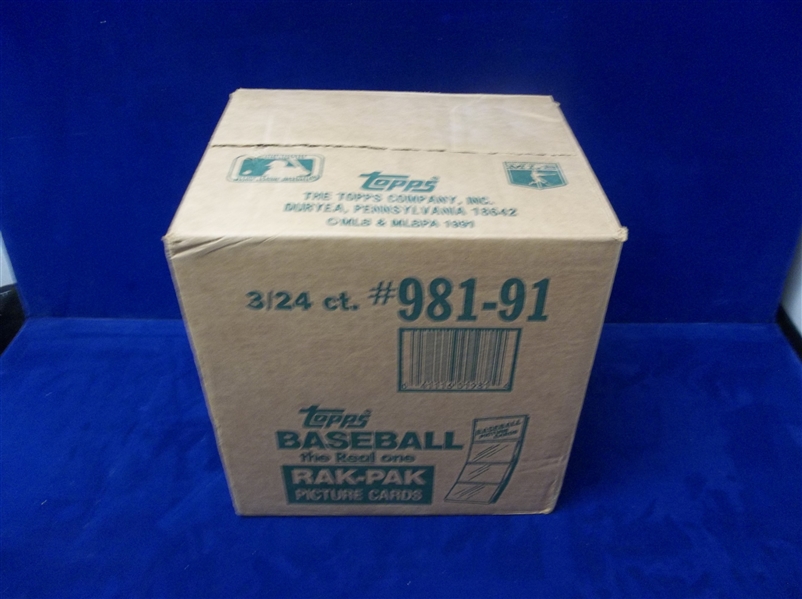 topps
THE TOPPS COMPANY, INC.
DURYEA, PENNSYLVANIA 18642
©MLB & MLBPA 1991
3/24 ct. #981-91
topps
BASEBALL
the Real one
RAK-PAK
PICTURE CARDS
BASEBALL